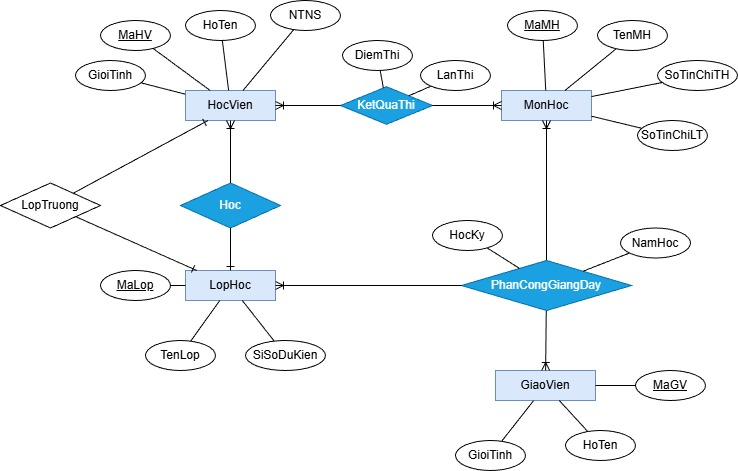 NTNS
HoTen
MaHV
MaMH
TenMH
DiemThi
GioiTinh
LanThi
SoTinChiTH
HocVien
KetQuaThi
MonHoc
SoTinChiLT
LopTruong
Hoc
HocKy
NamHoc
MaLop
LopHoc
PhanCongGiangDay
TenLop
SiSoDuKien
GiaoVien
MaGV
GioiTinh
HoTen